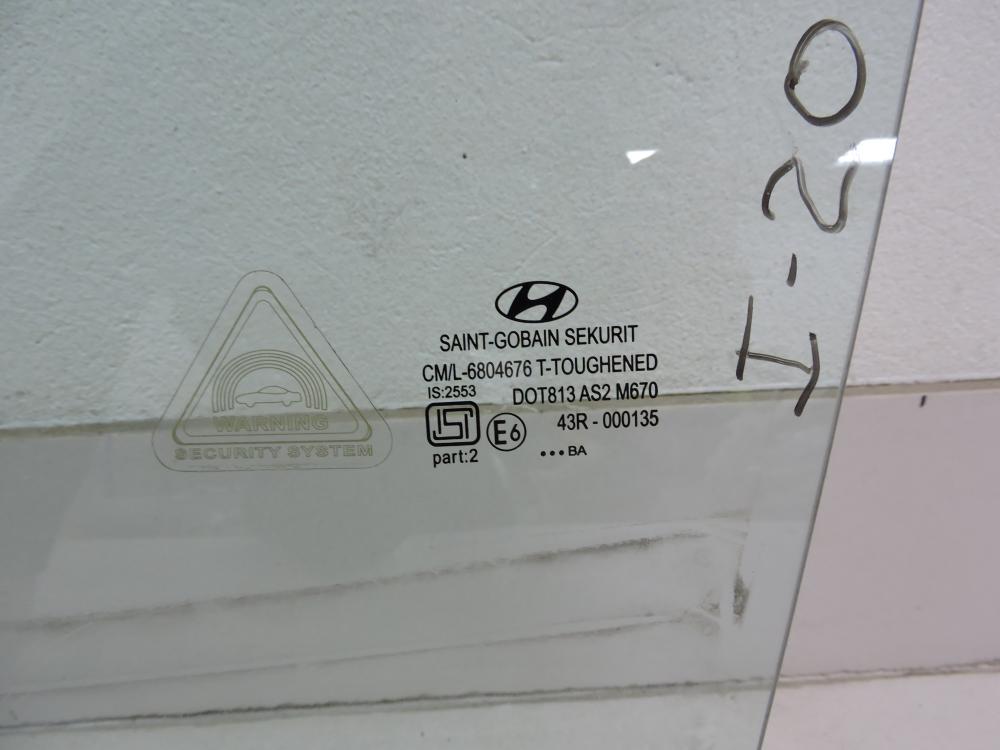 SAINT-GOBAIN SEKURIT
CM/L-6804676 T-TOUGHENED
IS:2553 DOT813 AS2 M670
E6 43R - 000135
part:2 •••BA
WARNING
SECURITY SYSTEM
I-20